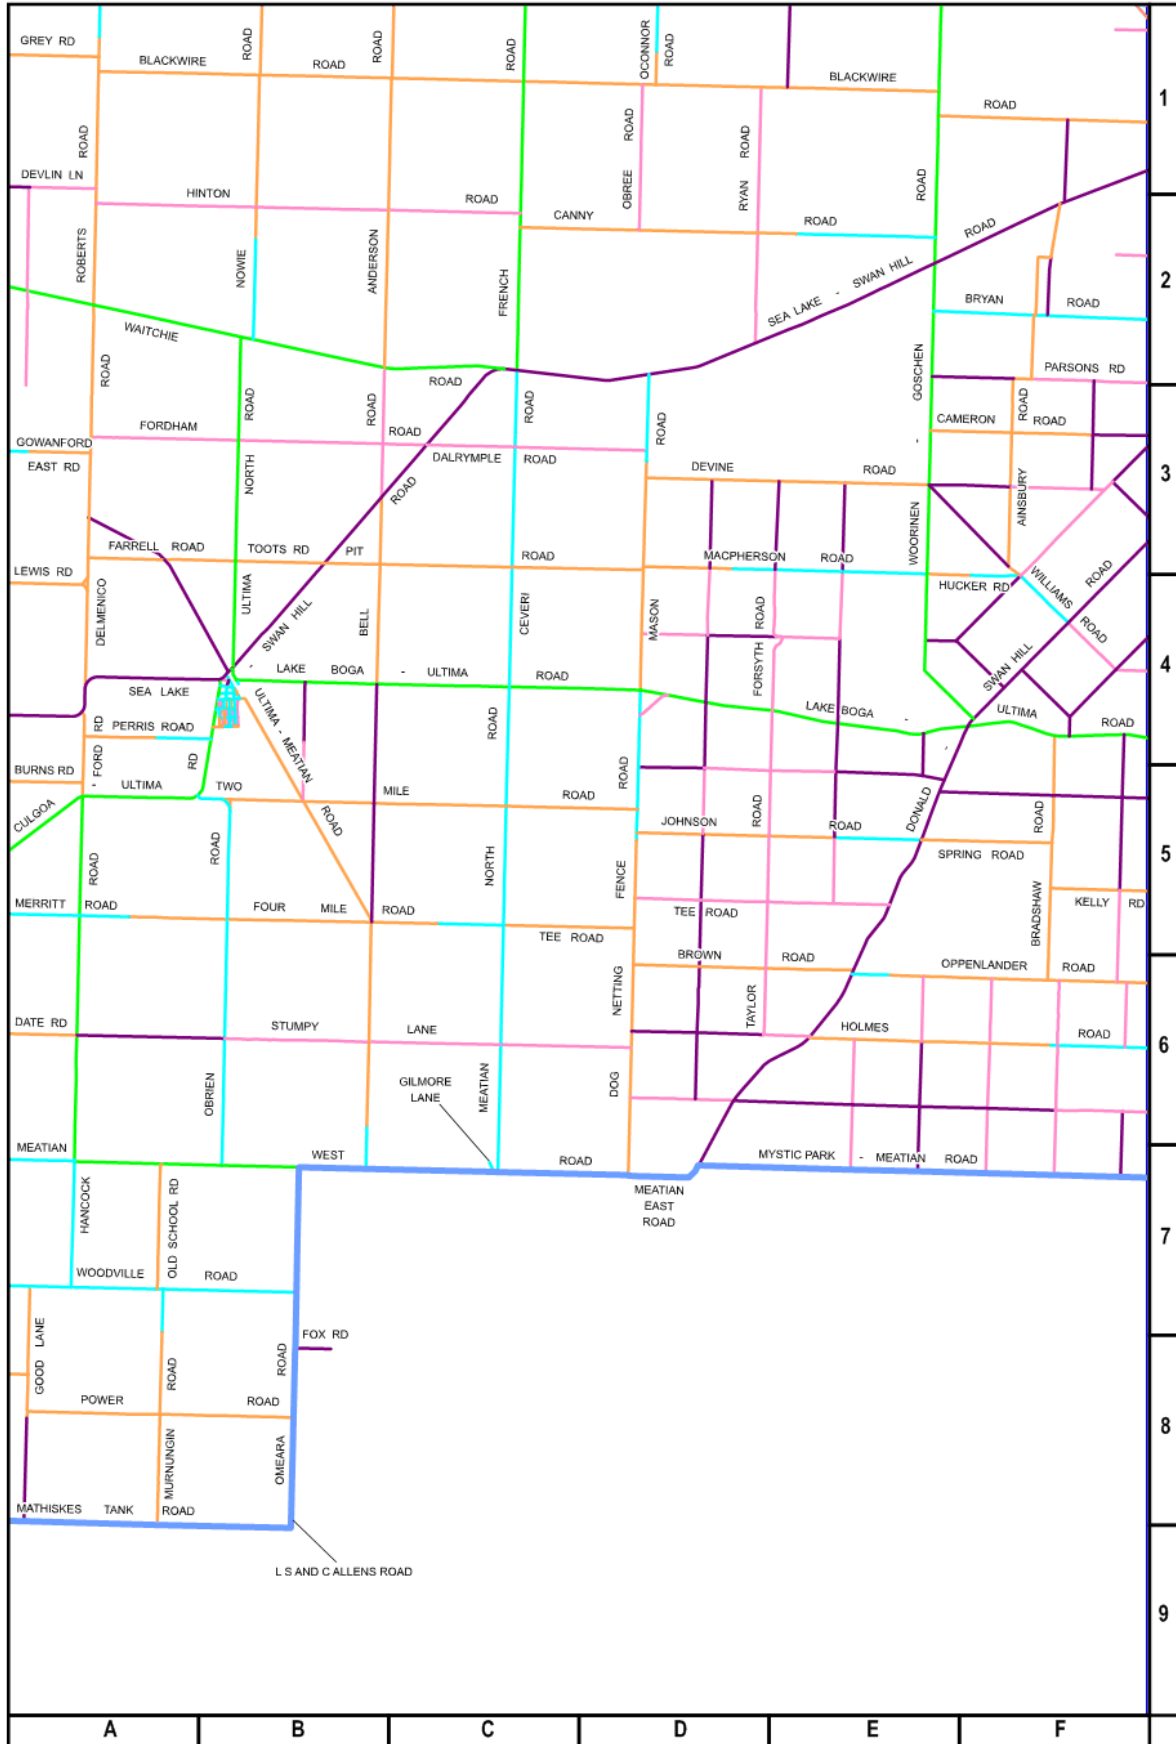 GREY RD
BLACKWIRE
ROAD
ROAD
ROAD
ROAD
OCONNOR
ROAD
BLACKWIRE
ROAD
1
ROAD
DEVLIN LN
HINTON
ROAD
OBREE
ROAD
RYAN
ROAD
CANNY
ROAD
ROAD
ROAD
ROBERTS
NOWIE
ANDERSON
FRENCH
SEA LAKE - SWAN HILL
BRYAN
ROAD
2
WAITCHIE
ROAD
ROAD
PARSONS RD
GOSCHEN
ROAD
ROAD
ROAD
ROAD
FORDHAM
ROAD
CAMERON
ROAD
ROAD
GOWANFORD
EAST RD
NORTH
DALRYMPLE
ROAD
DEVINE
ROAD
-
3
ROAD
AINSBURY
WOORINEN
FARRELL
ROAD
TOOTS RD
PIT
ROAD
MACPHERSON
ROAD
LEWIS RD
HUCKER RD
WILLIAMS
ROAD
ROAD
DELMENICO
ULTIMA
SWAN HILL
BELL
CEVERI
MASON
FORSYTH
ROAD
SWAN HILL
4
-
LAKE
BOGA
-
ULTIMA
ROAD
SEA LAKE
PERRIS ROAD
RD
FORD
-
RD
ULTIMA - MEATIAN
ROAD
ROAD
LAKE BOGA
-
ULTIMA
ROAD
-
BURNS RD
ULTIMA
TWO
MILE
ROAD
ROAD
ROAD
CULGOA
ROAD
ROAD
JOHNSON
ROAD
DONALD
ROAD
SPRING ROAD
5
ROAD
NORTH
FENCE
MERRITT
ROAD
FOUR
MILE
ROAD
TEE ROAD
TEE ROAD
BRADSHAW
KELLY
RD
BROWN
ROAD
OPPENLANDER
ROAD
NETTING
TAYLOR
DATE RD
STUMPY
LANE
HOLMES
ROAD
6
OBRIEN
GILMORE
LANE
MEATIAN
DOG
MEATIAN
WEST
ROAD
MYSTIC PARK
-
MEATIAN
ROAD
HANCOCK
OLD SCHOOL RD
MEATIAN
EAST
ROAD
7
WOODVILLE
ROAD
GOOD LANE
ROAD
ROAD
FOX RD
POWER
ROAD
8
MURNUNGIN
OMEARA
MATHISKES
TANK
ROAD
L S AND C ALLENS ROAD
9
A
B
C
D
E
F